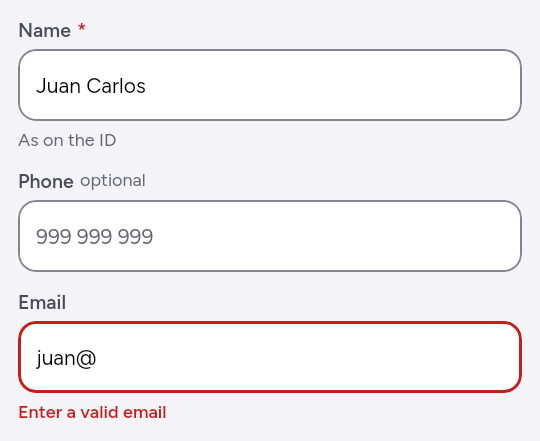 Name *
Juan Carlos
As on the ID
Phone optional
999 999 999
Email
juan@
Enter a valid email